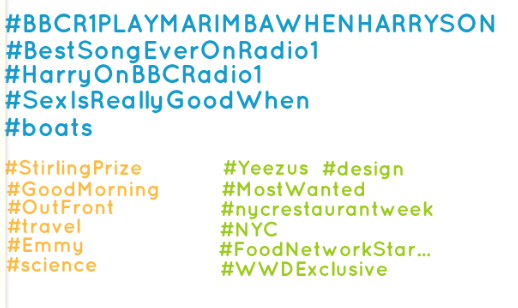 #BBCR1PLAYMARIMBAWHENHARRYSON
#BestSongEverOnRadio1
#HarryOnBBCRadio1
#SexIsReallyGoodWhen
#boats
#StirlingPrize
#GoodMorning
#OutFront
#travel
#Emmy
#science
#Yeezus #design
#MostWanted
#nycrestaurantweek
#NYC
#FoodNetworkStar...
#WWDExclusive